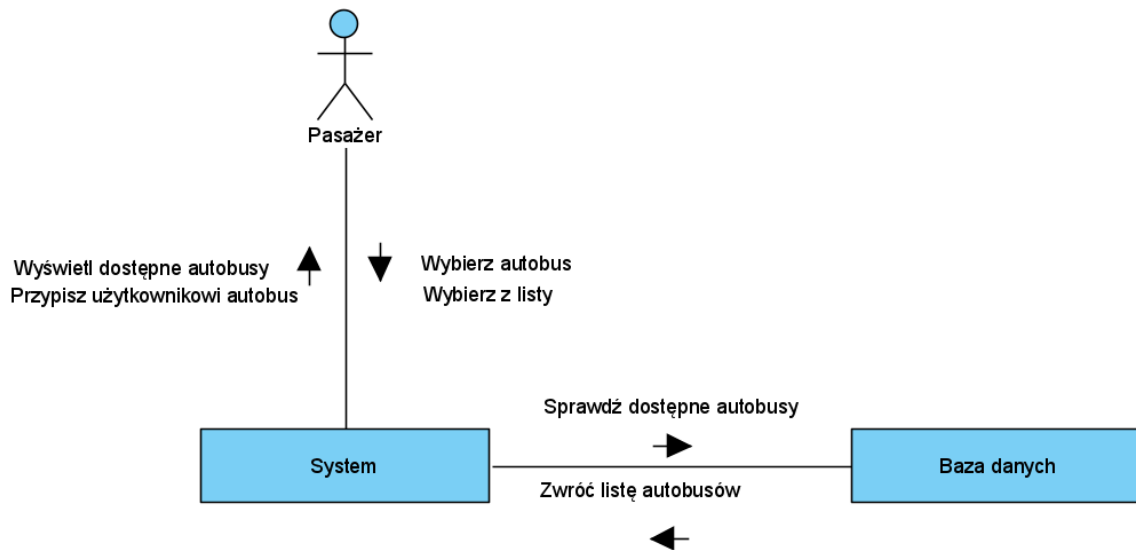 Pasażer
Wyświetl dostępne autobusy
Przypisz użytkownikowi autobus
Wybierz autobus
Wybierz z listy
Sprawdź dostępne autobusy
System
Baza danych
Zwróć listę autobusów